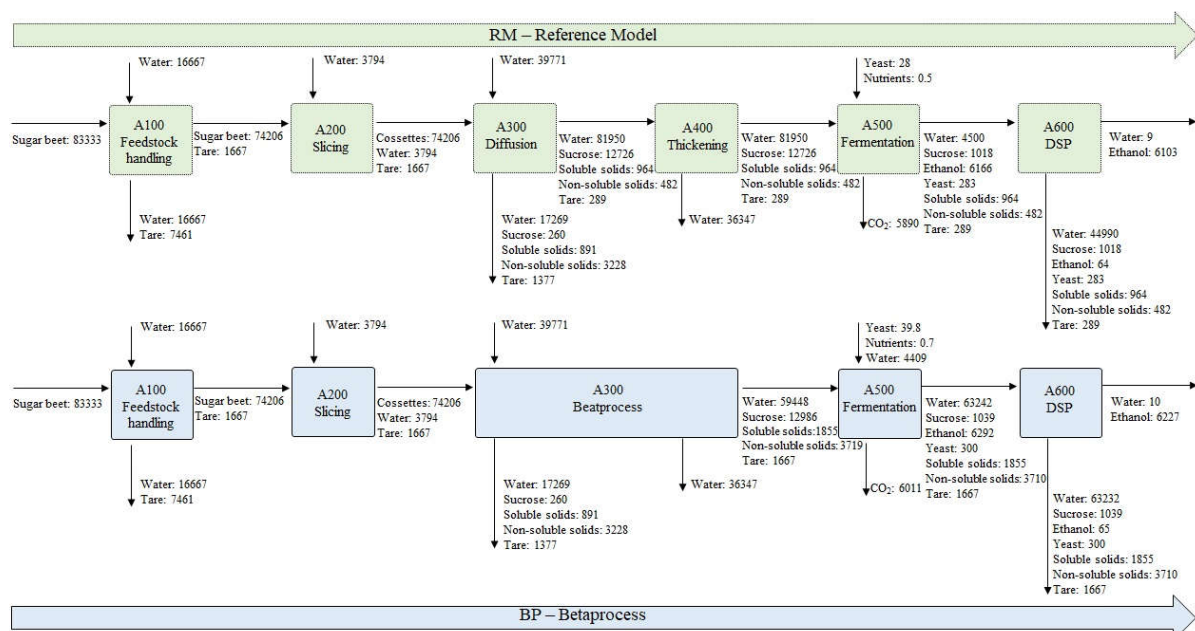 RM – Reference Model
Water: 16667
Water: 3794
Water: 39771
Yeast: 28
Nutrients: 0.5
Sugar beet: 83333
A100
Feedstock
handling
Sugar beet: 74206
Tare: 1667
A200
Slicing
Cossettes: 74206
Water: 3794
Tare: 1667
A300
Diffusion
Water: 81950
Sucrose: 12726
Soluble solids: 964
Non-soluble solids: 482
Tare: 289
A400
Thickening
Water: 81950
Sucrose: 12726
Soluble solids: 964
Non-soluble solids: 482
Tare: 289
A500
Fermentation
Water: 4500
Sucrose: 1018
Ethanol: 6166
Yeast: 283
Soluble solids: 964
Non-soluble solids: 482
Tare: 289
A600
DSP
Water: 9
Ethanol: 6103
Water: 16667
Tare: 7461
Water: 17269
Sucrose: 260
Soluble solids: 891
Non-soluble solids: 3228
Tare: 1377
Water: 36347
CO₂: 5890
Water: 44990
Sucrose: 1018
Ethanol: 64
Yeast: 283
Soluble solids: 964
Non-soluble solids: 482
Tare: 289
Water: 16667
Water: 3794
Water: 39771
Yeast: 39.8
Nutrients: 0.7
Water: 4409
Sugar beet: 83333
A100
Feedstock
handling
Sugar beet: 74206
Tare: 1667
A200
Slicing
Cossettes: 74206
Water: 3794
Tare: 1667
A300
Beatprocess
Water: 59448
Sucrose: 12986
Soluble solids:1855
Non-soluble solids: 3719
Tare: 1667
A500
Fermentation
Water: 63242
Sucrose: 1039
Ethanol: 6292
Yeast: 300
Soluble solids: 1855
Non-soluble solids: 3710
Tare: 1667
A600
DSP
Water: 10
Ethanol: 6227
Water: 16667
Tare: 7461
Water: 17269
Sucrose: 260
Soluble solids: 891
Non-soluble solids: 3228
Tare: 1377
Water: 36347
CO₂: 6011
Water: 63232
Sucrose: 1039
Ethanol: 65
Yeast: 300
Soluble solids: 1855
Non-soluble solids: 3710
Tare: 1667
BP – Betaprocess